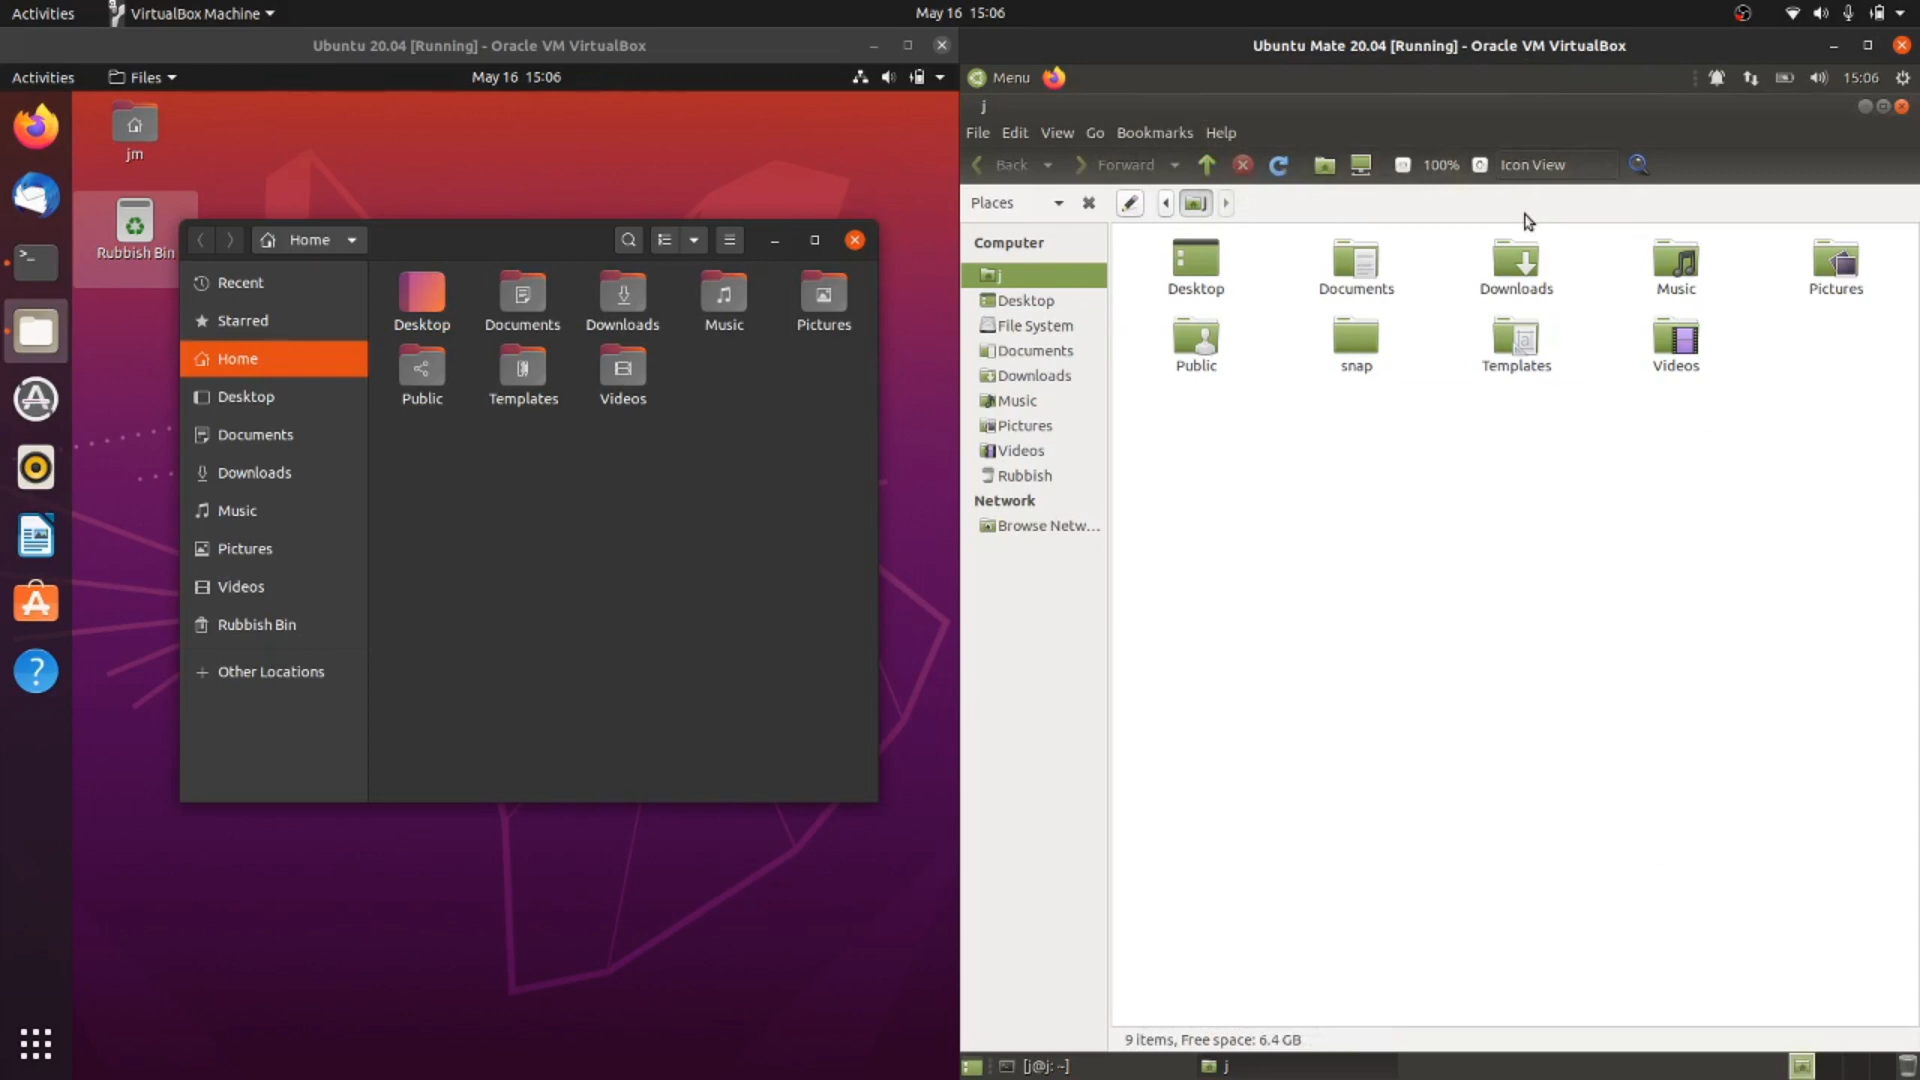 Activities
VirtualBox Machine
May 16 15:06
Ubuntu 20.04 [Running] - Oracle VM VirtualBox
Activities
Files
May 16 15:06
jm
Rubbish Bin
Home
Recent
Starred
Home
Desktop
Documents
Downloads
Music
Pictures
Videos
Rubbish Bin
Other Locations
Desktop
Documents
Downloads
Music
Pictures
Public
Templates
Videos
Ubuntu Mate 20.04 [Running] - Oracle VM VirtualBox
Menu
15:06
j
File Edit View Go Bookmarks Help
Back
Forward
100%
Icon View
Places
j
Computer
j
Desktop
File System
Documents
Downloads
Music
Pictures
Videos
Rubbish
Network
Browse Netw...
Desktop
Documents
Downloads
Music
Pictures
Public
snap
Templates
Videos
9 items, Free space: 6.4 GB
[j@j: ~]
j